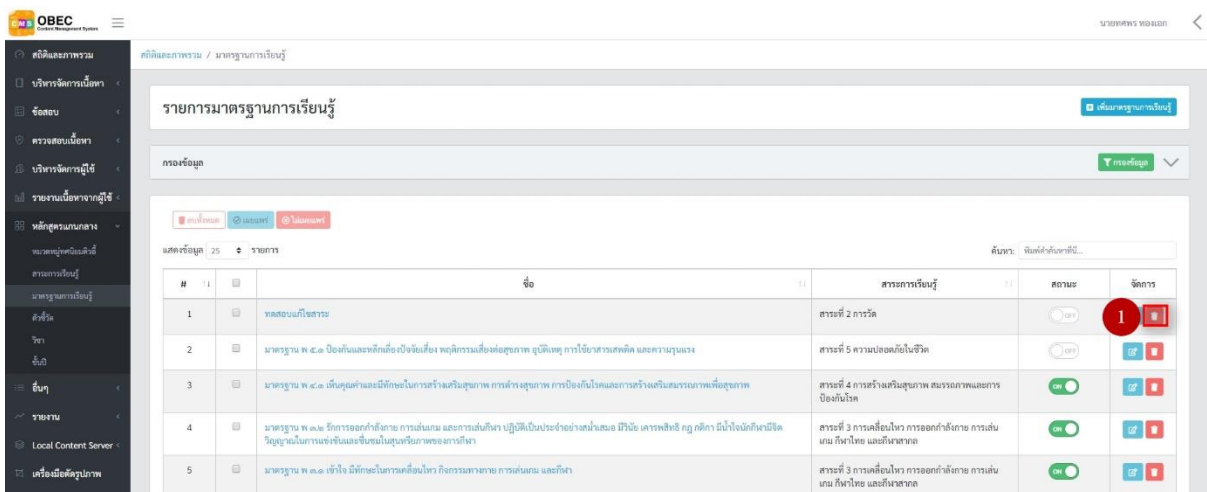 CMS OBEC
Content Management System
นายทศพร ทองเอก
สถิติและภาพรวม
บริหารจัดการเนื้อหา
ข้อสอบ
ตรวจสอบเนื้อหา
บริหารจัดการผู้ใช้
รายงานเนื้อหาจากผู้ใช้
หลักสูตรแกนกลาง
หมวดหมู่ทศนิยมดิวอี้
สาระการเรียนรู้
มาตรฐานการเรียนรู้
ตัวชี้วัด
วิชา
ชั้นปี
อื่นๆ
รายงาน
Local Content Server
เครื่องมือตัดรูปภาพ
สถิติและภาพรวม / มาตรฐานการเรียนรู้
รายการมาตรฐานการเรียนรู้
เพิ่มมาตรฐานการเรียนรู้
กรองข้อมูล
กรองข้อมูล
ลบทั้งหมด เผยแพร่ ไม่เผยแพร่
แสดงข้อมูล 25 รายการ
ค้นหา: พิมพ์คำค้นหาที่นี่...
# ชื่อ สาระการเรียนรู้ สถานะ จัดการ
1 ทดสอบแก้ไขสาระ สาระที่ 2 การวัด OFF 1
2 มาตรฐาน พ ๕.๑ ป้องกันและหลีกเลี่ยงปัจจัยเสี่ยง พฤติกรรมเสี่ยงต่อสุขภาพ อุบัติเหตุ การใช้ยาสารเสพติด และความรุนแรง สาระที่ 5 ความปลอดภัยในชีวิต OFF
3 มาตรฐาน พ ๔.๑ เห็นคุณค่าและมีทักษะในการสร้างเสริมสุขภาพ การดำรงสุขภาพ การป้องกันโรคและการสร้างเสริมสมรรถภาพเพื่อสุขภาพ สาระที่ 4 การสร้างเสริมสุขภาพ สมรรถภาพและการ ON
ป้องกันโรค
4 มาตรฐาน พ ๓.๒ รักการออกกำลังกาย การเล่นเกม และการเล่นกีฬา ปฏิบัติเป็นประจำอย่างสม่ำเสมอ มีวินัย เคารพสิทธิ กฎ กติกา มีน้ำใจนักกีฬามีจิต สาระที่ 3 การเคลื่อนไหว การออกกำลังกาย การเล่น ON
วิญญาณในการแข่งขันและชื่นชมในสุนทรียภาพของการกีฬา เกม กีฬาไทย และกีฬาสากล
5 มาตรฐาน พ ๓.๑ เข้าใจ มีทักษะในการเคลื่อนไหว กิจกรรมทางกาย การเล่นเกม และกีฬา สาระที่ 3 การเคลื่อนไหว การออกกำลังกาย การเล่น ON
เกม กีฬาไทย และกีฬาสากล